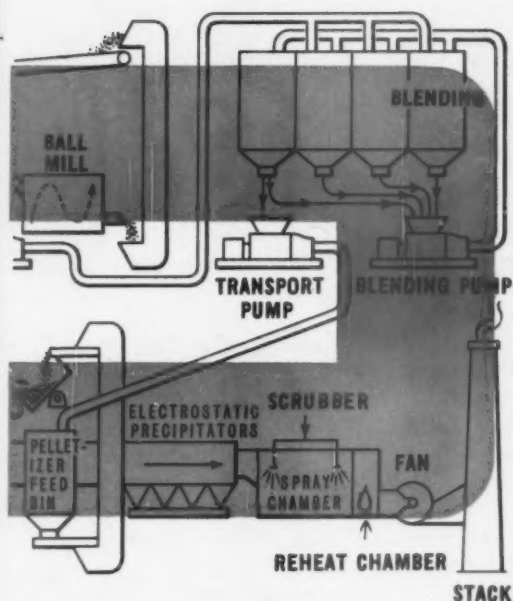 BLENDING
BALL
MILL
TRANSPORT
PUMP
BLENDING PUMP
ELECTROSTATIC
PRECIPITATORS
SCRUBBER
PELLET-
IZER
FEED
BIN
SPRAY
CHAMBER
FAN
REHEAT CHAMBER
STACK